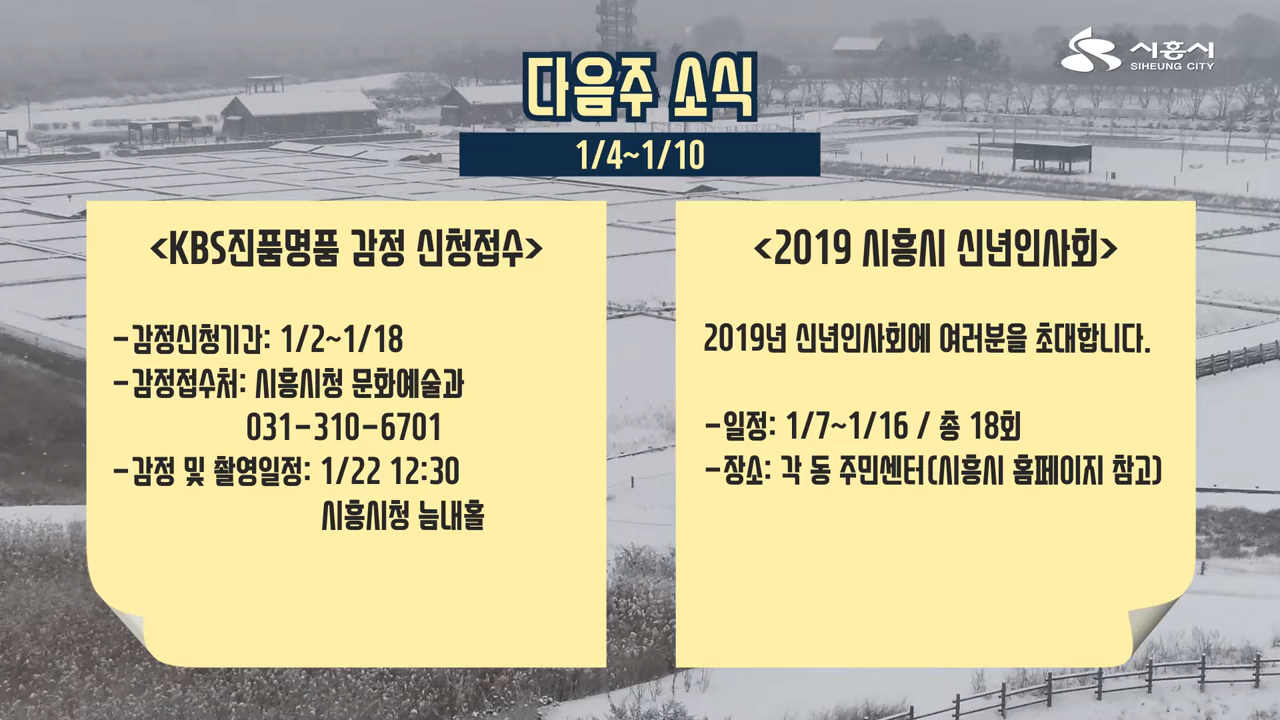 시흥시
SIHEUNG CITY
다음주 소식
1/4~1/10
<KBS진품명품 감정 신청접수>
-감정신청기간: 1/2~1/18
-감정접수처: 시흥시청 문화예술과
031-310-6701
-감정 및 촬영일정: 1/22 12:30
시흥시청 늠내홀
<2019 시흥시 신년인사회>
2019년 신년인사회에 여러분을 초대합니다.
-일정: 1/7~1/16 / 총 18회
-장소: 각 동 주민센터(시흥시 홈페이지 참고)